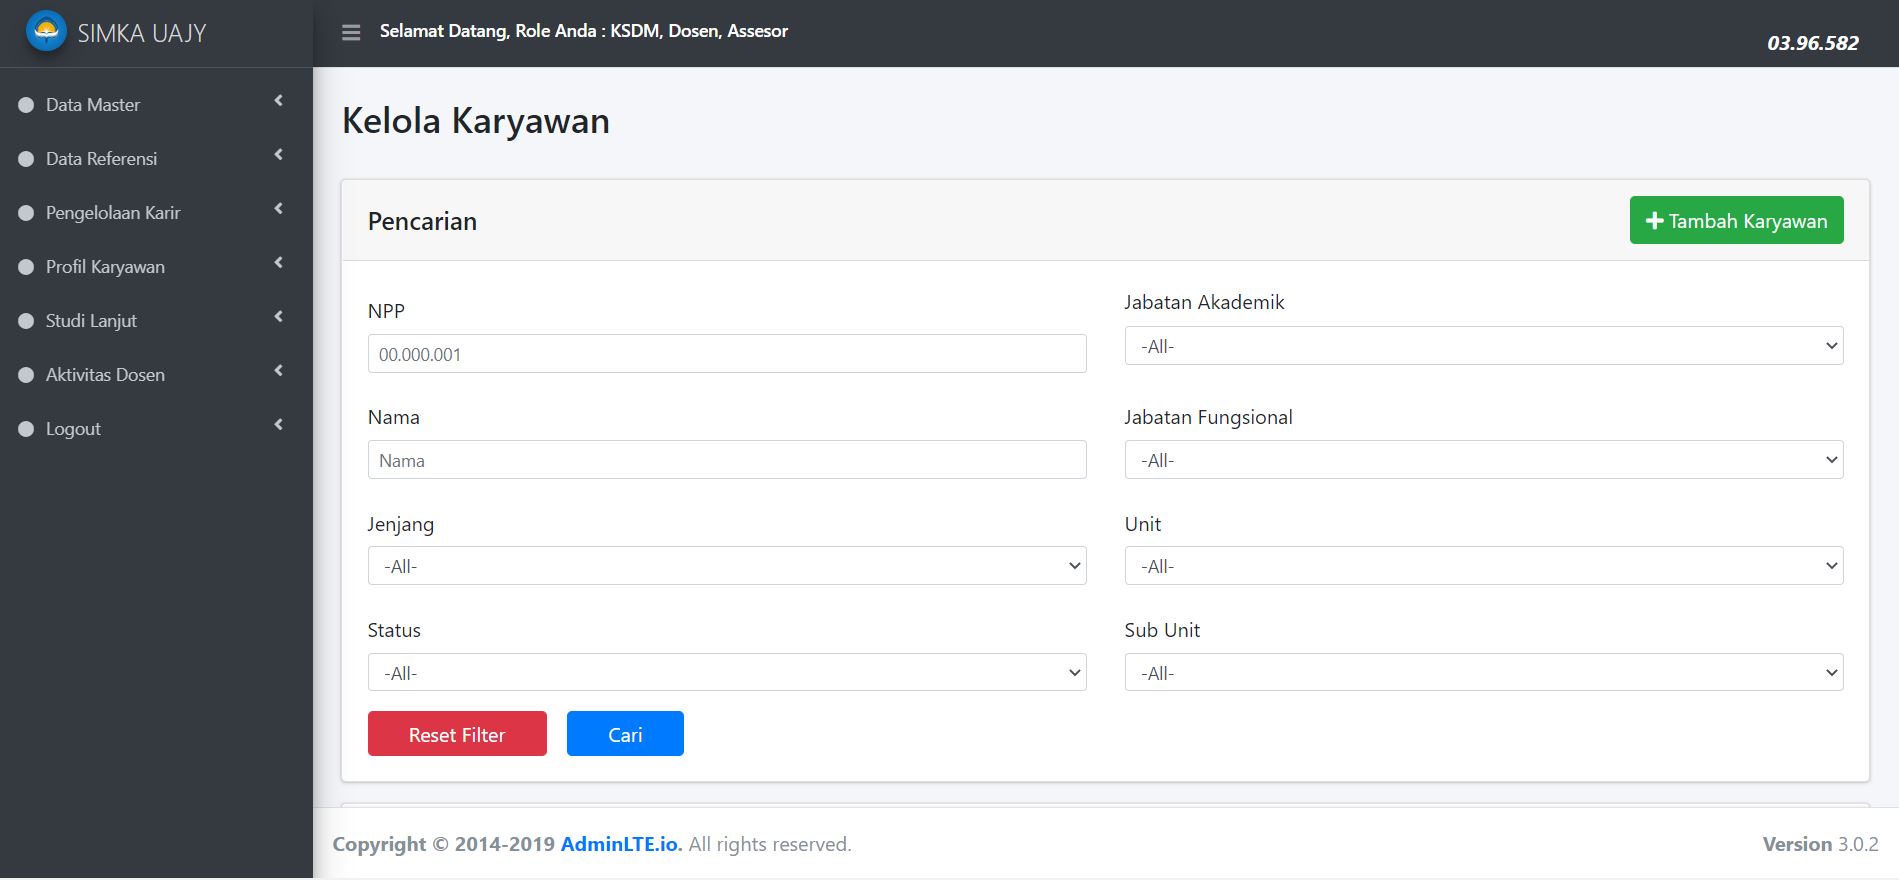 SIMKA UAJY
Selamat Datang, Role Anda : KSDM, Dosen, Assesor
03.96.582
Data Master
Data Referensi
Pengelolaan Karir
Profil Karyawan
Studi Lanjut
Aktivitas Dosen
Logout
Kelola Karyawan
Pencarian
Tambah Karyawan
NPP
00.000.001
Nama
Nama
Jenjang
-All-
Status
-All-
Jabatan Akademik
-All-
Jabatan Fungsional
-All-
Unit
-All-
Sub Unit
-All-
Reset Filter
Cari
Copyright © 2014-2019 AdminLTE.io. All rights reserved.
Version 3.0.2